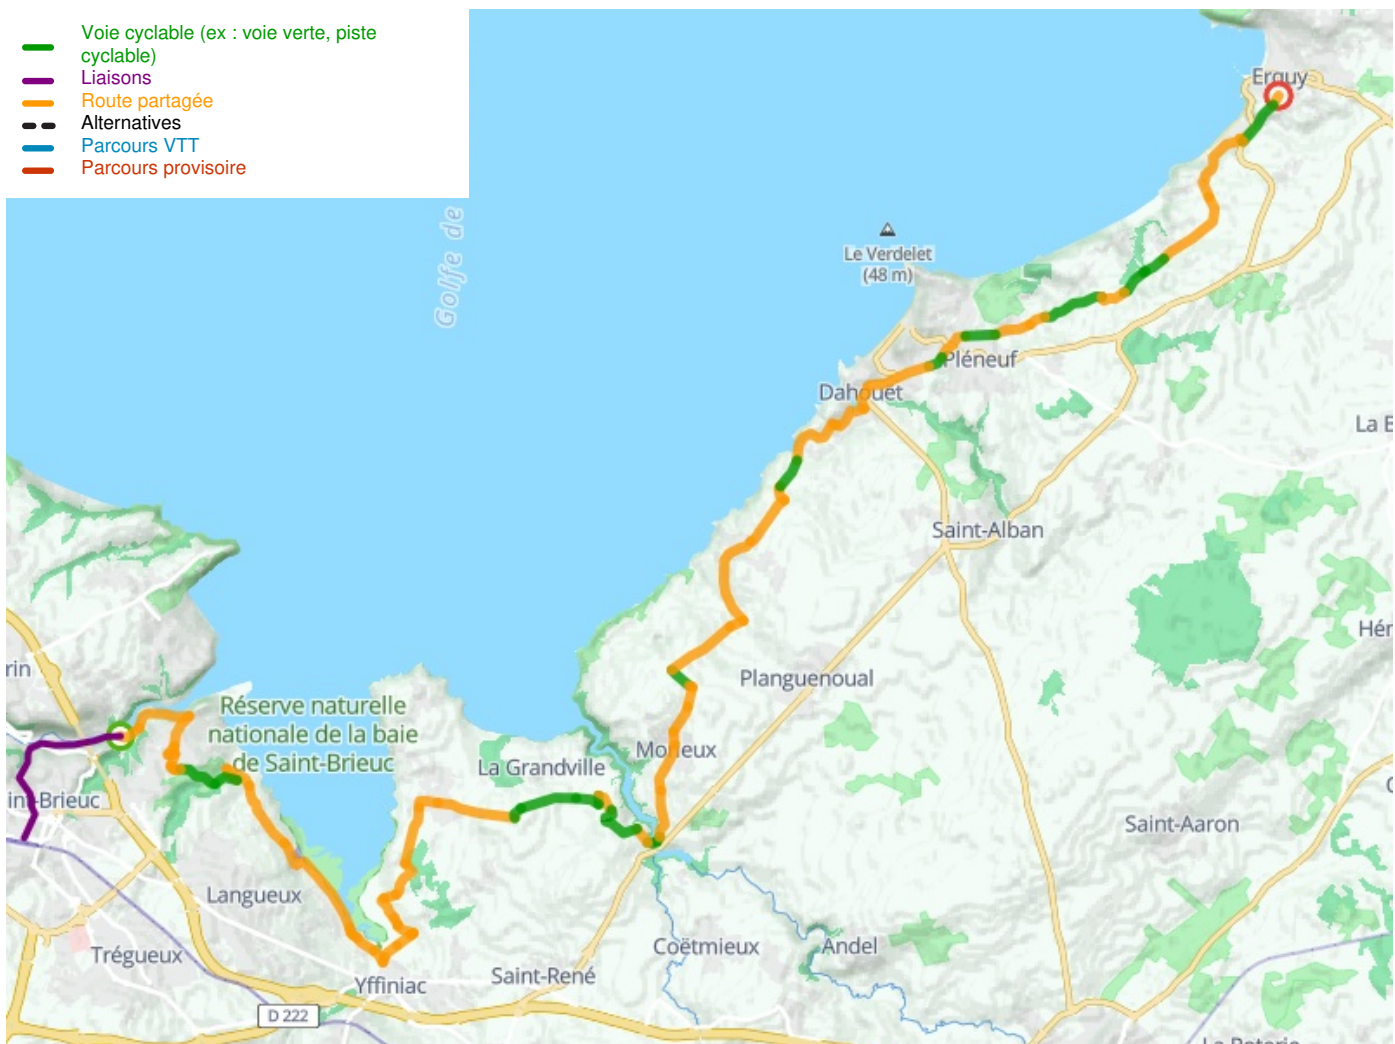 Voie cyclable (ex : voie verte, piste
cyclable)
Liaisons
Route partagée
Alternatives
Parcours VTT
Parcours provisoire
Erquy
Golfe de
Le Verdelet
(48 m)
Pléneuf
Dahouët
La B
Saint-Alban
Hér
rin
Planguenoual
Réserve naturelle
nationale de la baie
de Saint-Brieuc
Morieux
La Grandville
int-Brieuc
Saint-Aaron
Langueux
Trégueux
Coëtmieux
Andel
Saint-René
Yffiniac
D 222